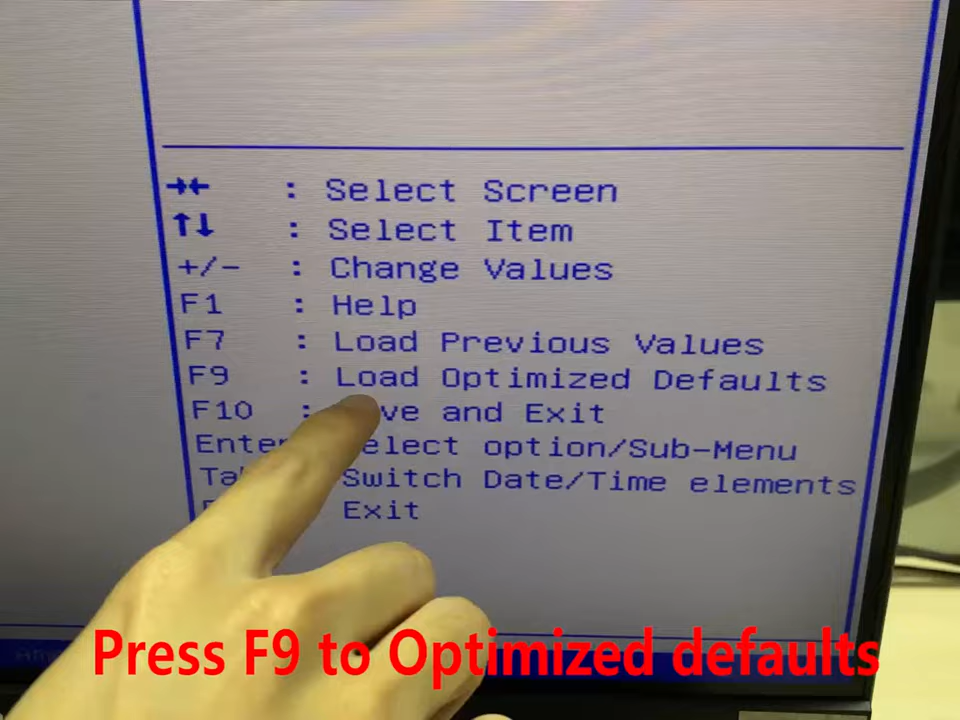 →← : Select Screen
↑↓ : Select Item
+/- : Change Values
F1 : Help
F7 : Load Previous Values
F9 : Load Optimized Defaults
F10 : ve and Exit
Ente elect option/Sub-Menu
Ta Switch Date/Time elements
Exit
Press F9 to Optimized defaults